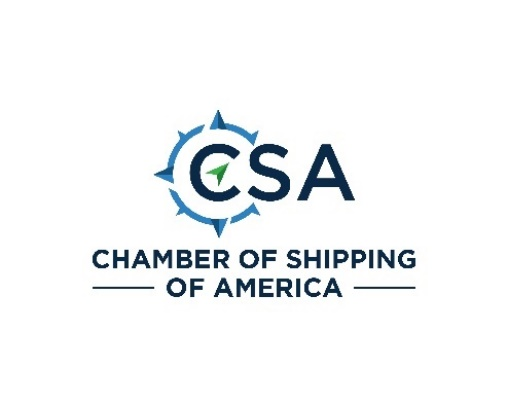 CSA
CHAMBER OF SHIPPING
OF AMERICA